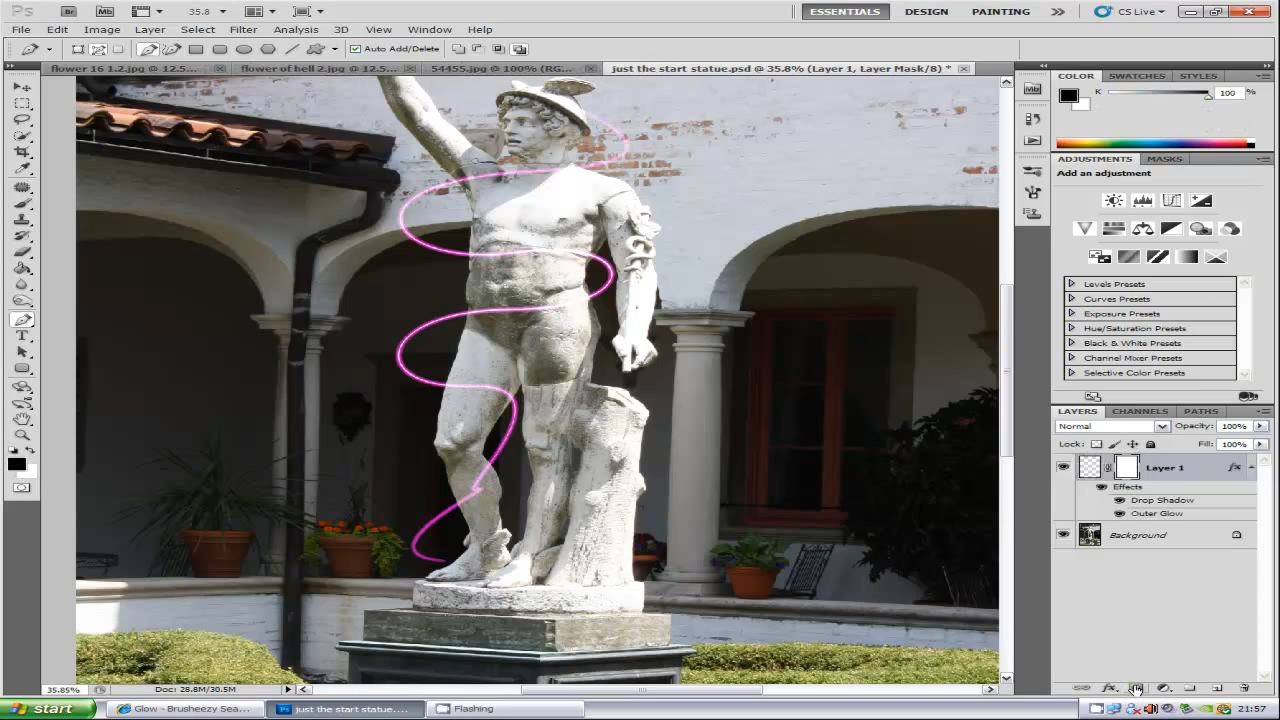 Ps Br Mb 35.8 ESSENTIALS DESIGN PAINTING CS Live
File Edit Image Layer Select Filter Analysis 3D View Window Help
Auto Add/Delete
flower 16 1.2.jpg @ 12.5... flower of hell 2.jpg @ 12.5... 54455.jpg @ 100% (RG... just the start statue.psd @ 35.8% (Layer 1, Layer Mask/8) *
COLOR SWATCHES STYLES
K 100 %
ADJUSTMENTS MASKS
Add an adjustment
Levels Presets
Curves Presets
Exposure Presets
Hue/Saturation Presets
Black & White Presets
Channel Mixer Presets
Selective Color Presets
LAYERS CHANNELS PATHS
Normal Opacity: 100%
Lock: Fill: 100%
Layer 1 fx
Effects
Drop Shadow
Outer Glow
Background
35.85% Doc: 28.8M/30.5M
start Glow - Brusheezy Sea... just the start statue.... Flashing 21:57